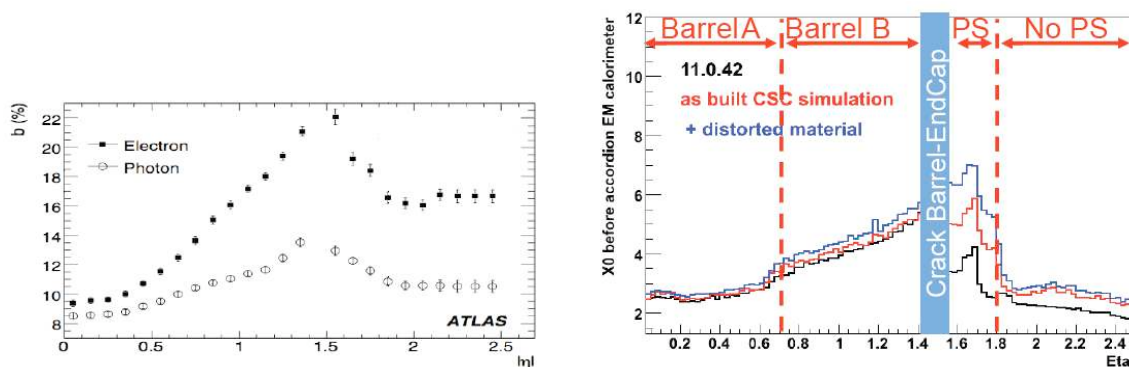 b (%)
22
20
18
16
14
12
10
8
Electron
Photon
ATLAS
0 0.5 1 1.5 2 2.5
|η|
X0 before accordion EM calorimeter
12
10
8
6
4
2
Barrel A Barrel B PS No PS
11.0.42
as built CSC simulation
+ distorted material
Crack Barrel-EndCap
0.2 0.4 0.6 0.8 1 1.2 1.4 1.6 1.8 2 2.2 2.4
Eta